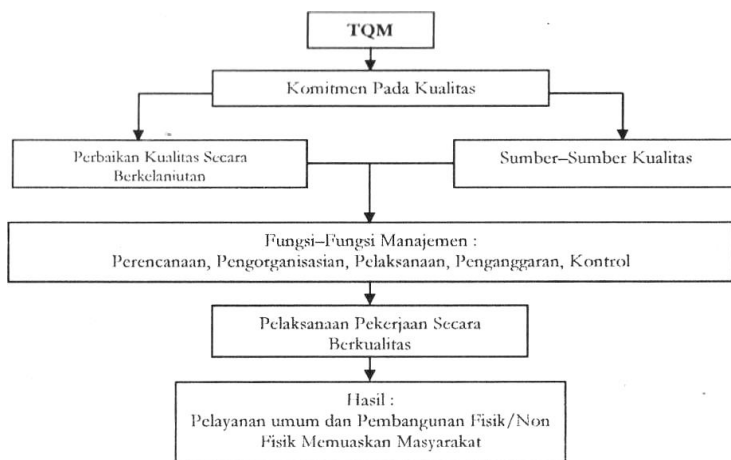 TQM
Komitmen Pada Kualitas
Perbaikan Kualitas Secara
Berkelanjutan
Sumber–Sumber Kualitas
Fungsi–Fungsi Manajemen :
Perencanaan, Pengorganisasian, Pelaksanaan, Penganggaran, Kontrol
Pelaksanaan Pekerjaan Secara
Berkualitas
Hasil :
Pelayanan umum dan Pembangunan Fisik/Non
Fisik Memuaskan Masyarakat